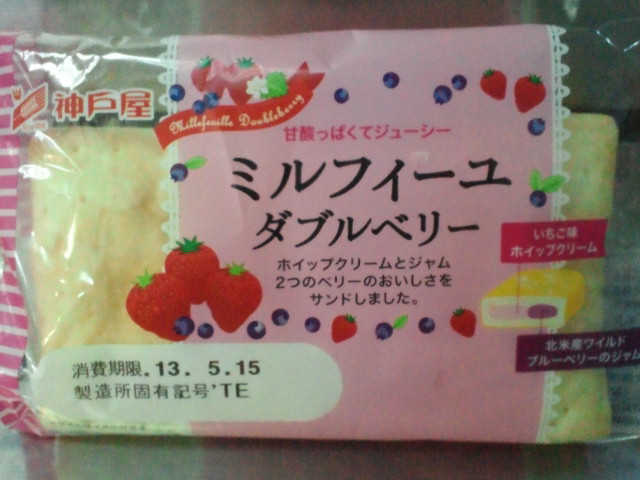 神戸屋
Millefeuille Doubleberry
甘酸っぱくてジューシー
ミルフィーユ
ダブルベリー
ホイップクリームとジャム
2つのベリーのおいしさを
サンドしました。
いちご味
ホイップクリーム
北米産ワイルド
ブルーベリーのジャム
消費期限.13. 5.15
製造所固有記号'TE